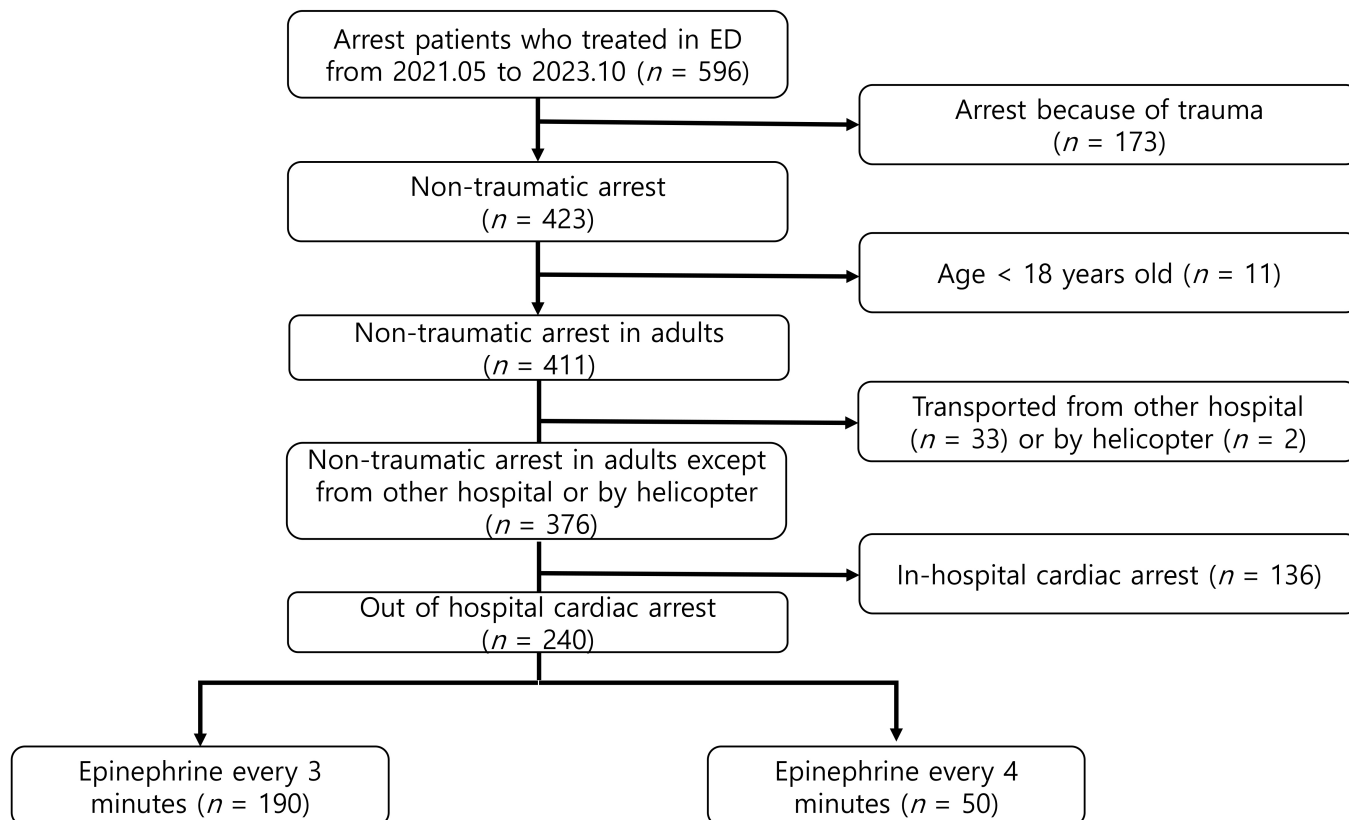 Arrest patients who treated in ED
from 2021.05 to 2023.10 (n = 596)
Arrest because of trauma
(n = 173)
Non-traumatic arrest
(n = 423)
Age < 18 years old (n = 11)
Non-traumatic arrest in adults
(n = 411)
Transported from other hospital
(n = 33) or by helicopter (n = 2)
Non-traumatic arrest in adults except
from other hospital or by helicopter
(n = 376)
In-hospital cardiac arrest (n = 136)
Out of hospital cardiac arrest
(n = 240)
Epinephrine every 3
minutes (n = 190)
Epinephrine every 4
minutes (n = 50)